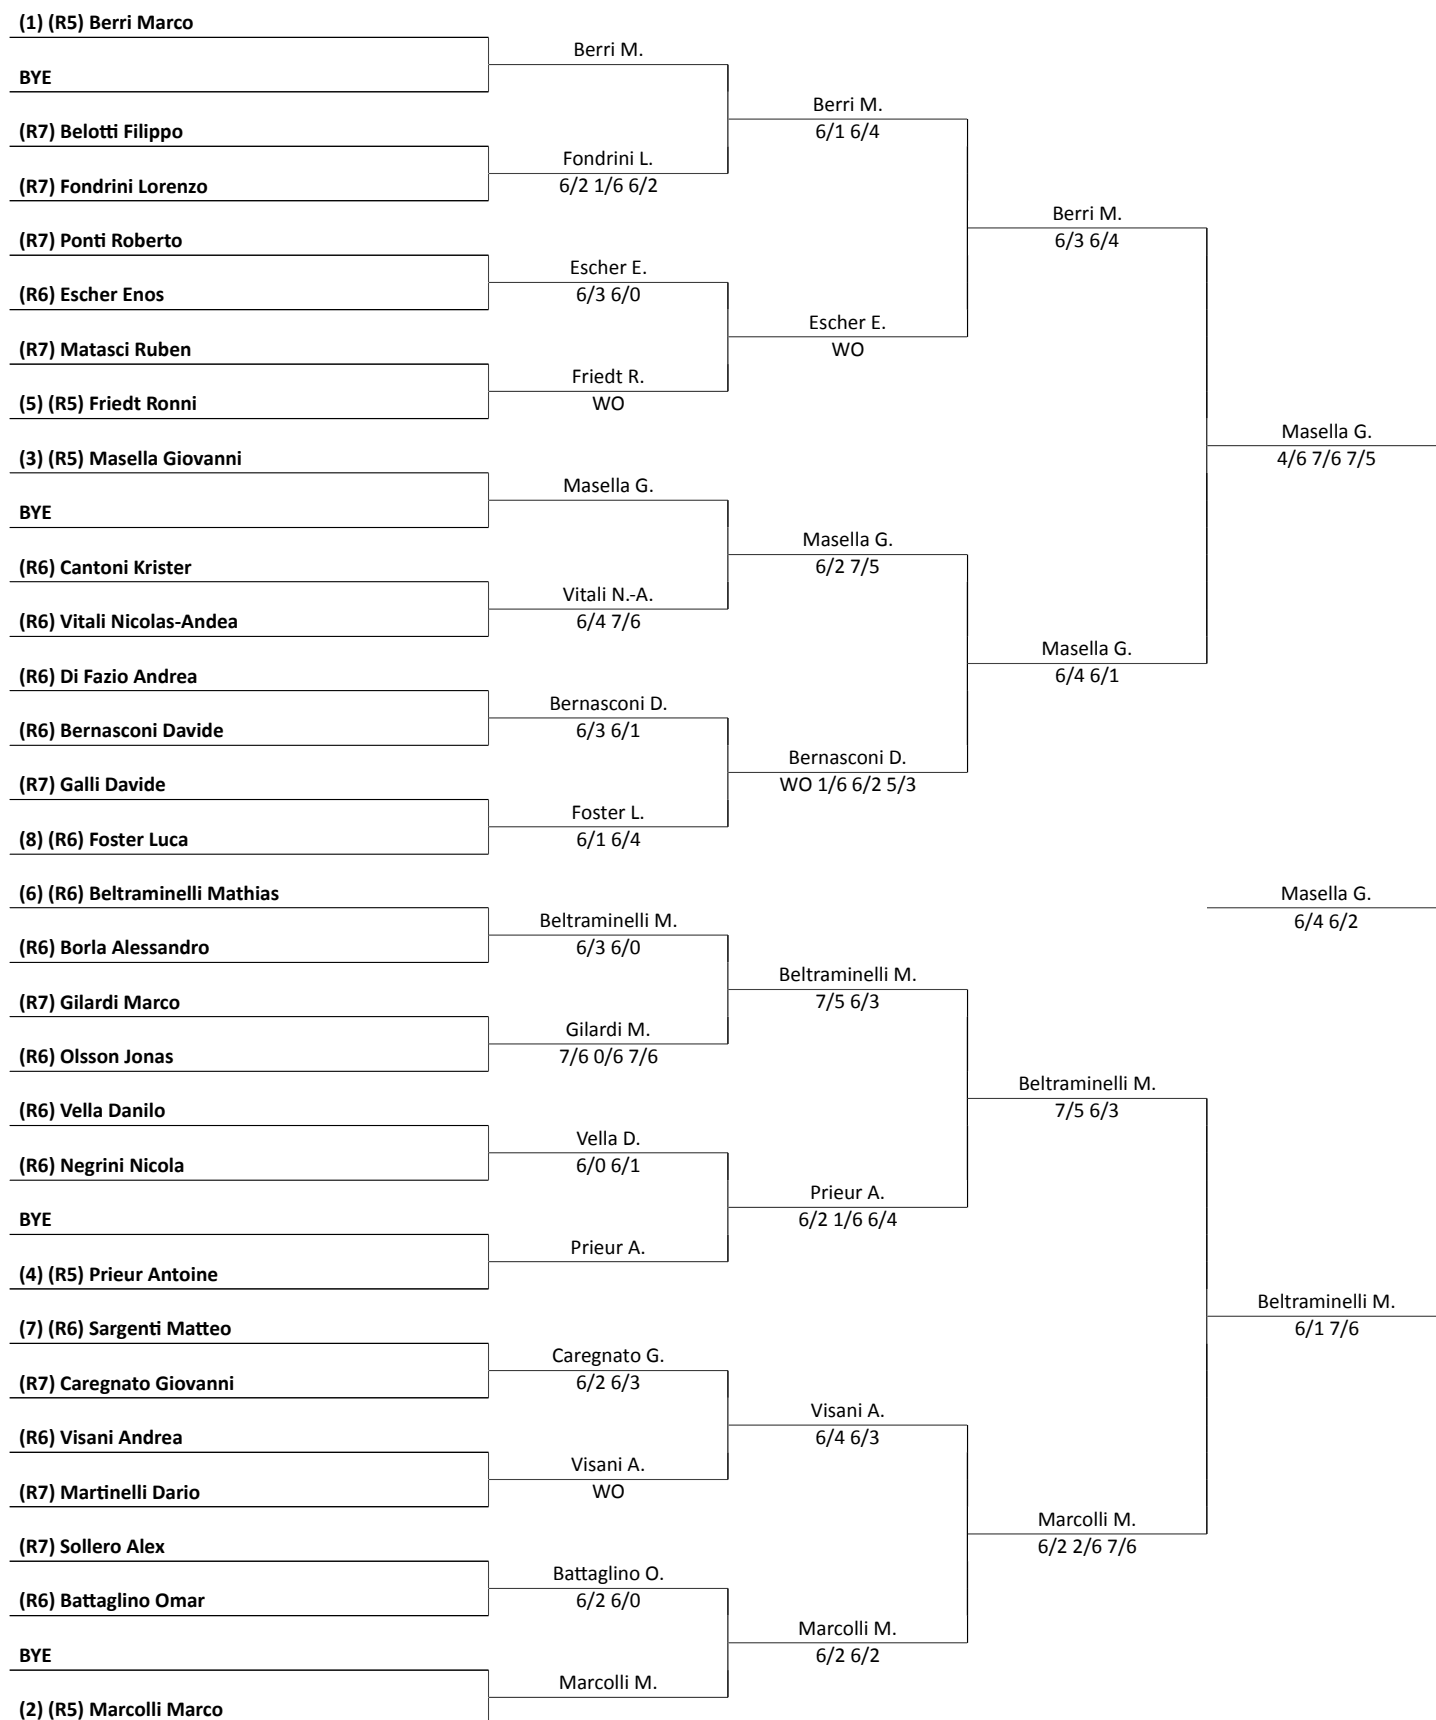 (1) (R5) Berri Marco
Berri M.
BYE
Berri M.
6/1 6/4
(R7) Belotti Filippo
Fondrini L.
6/2 1/6 6/2
(R7) Fondrini Lorenzo
Berri M.
6/3 6/4
(R7) Ponti Roberto
Escher E.
6/3 6/0
(R6) Escher Enos
Escher E.
WO
(R7) Matasci Ruben
Friedt R.
WO
(5) (R5) Friedt Ronni
Masella G.
4/6 7/6 7/5
(3) (R5) Masella Giovanni
Masella G.
BYE
Masella G.
6/2 7/5
(R6) Cantoni Krister
Vitali N.-A.
6/4 7/6
(R6) Vitali Nicolas-Andea
Masella G.
6/4 6/1
(R6) Di Fazio Andrea
Bernasconi D.
6/3 6/1
(R6) Bernasconi Davide
Bernasconi D.
WO 1/6 6/2 5/3
(R7) Galli Davide
Foster L.
6/1 6/4
(8) (R6) Foster Luca
(6) (R6) Beltraminelli Mathias
Masella G.
6/4 6/2
Beltraminelli M.
6/3 6/0
(R6) Borla Alessandro
Beltraminelli M.
7/5 6/3
(R7) Gilardi Marco
Gilardi M.
7/6 0/6 7/6
(R6) Olsson Jonas
Beltraminelli M.
7/5 6/3
(R6) Vella Danilo
Vella D.
6/0 6/1
(R6) Negrini Nicola
Prieur A.
6/2 1/6 6/4
BYE
Prieur A.
(4) (R5) Prieur Antoine
Beltraminelli M.
6/1 7/6
(7) (R6) Sargenti Matteo
Caregnato G.
6/2 6/3
(R7) Caregnato Giovanni
Visani A.
6/4 6/3
(R6) Visani Andrea
Visani A.
WO
(R7) Martinelli Dario
Marcolli M.
6/2 2/6 7/6
(R7) Sollero Alex
Battaglino O.
6/2 6/0
(R6) Battaglino Omar
Marcolli M.
6/2 6/2
BYE
Marcolli M.
(2) (R5) Marcolli Marco